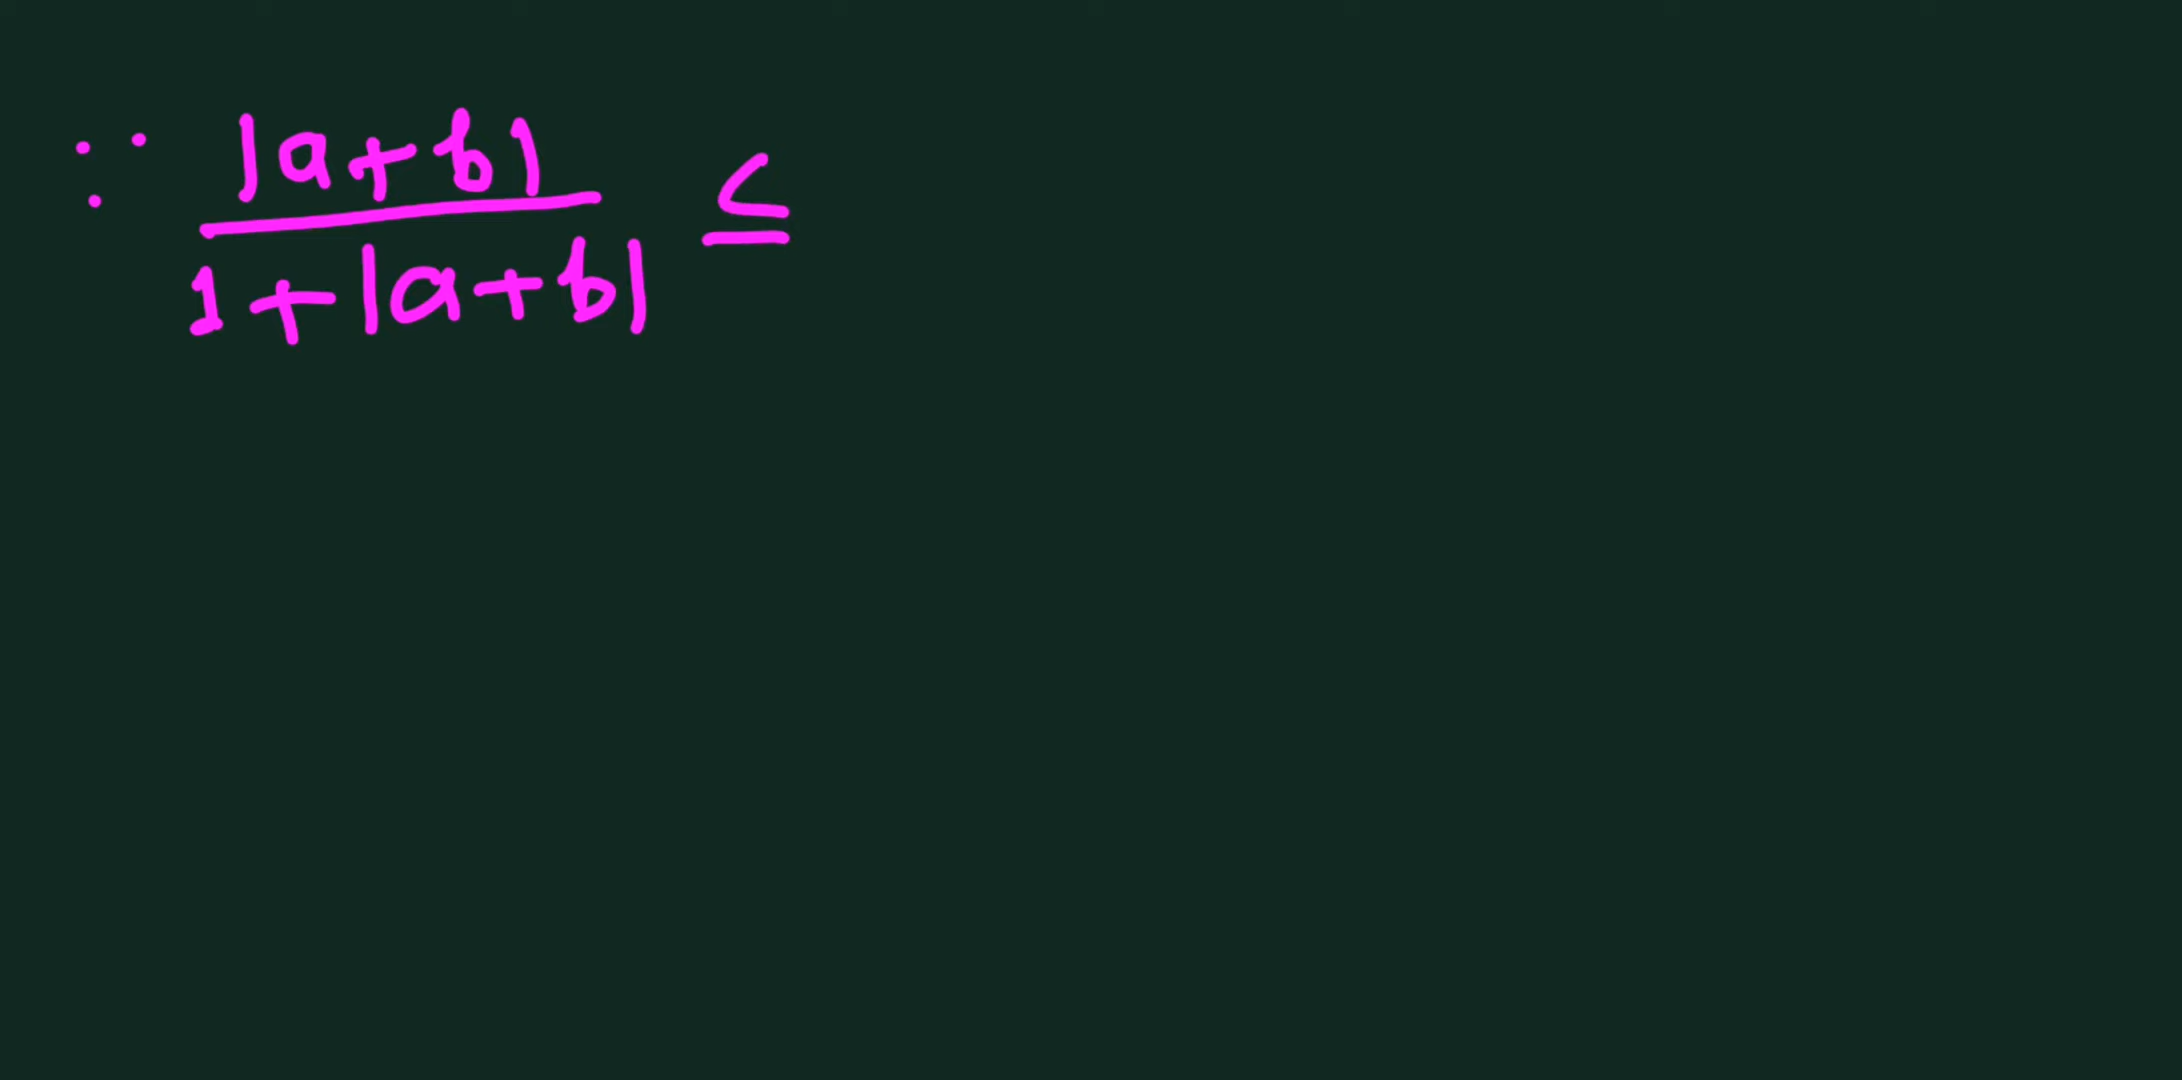 ∵ |a+b| / 1+|a+b| ≤